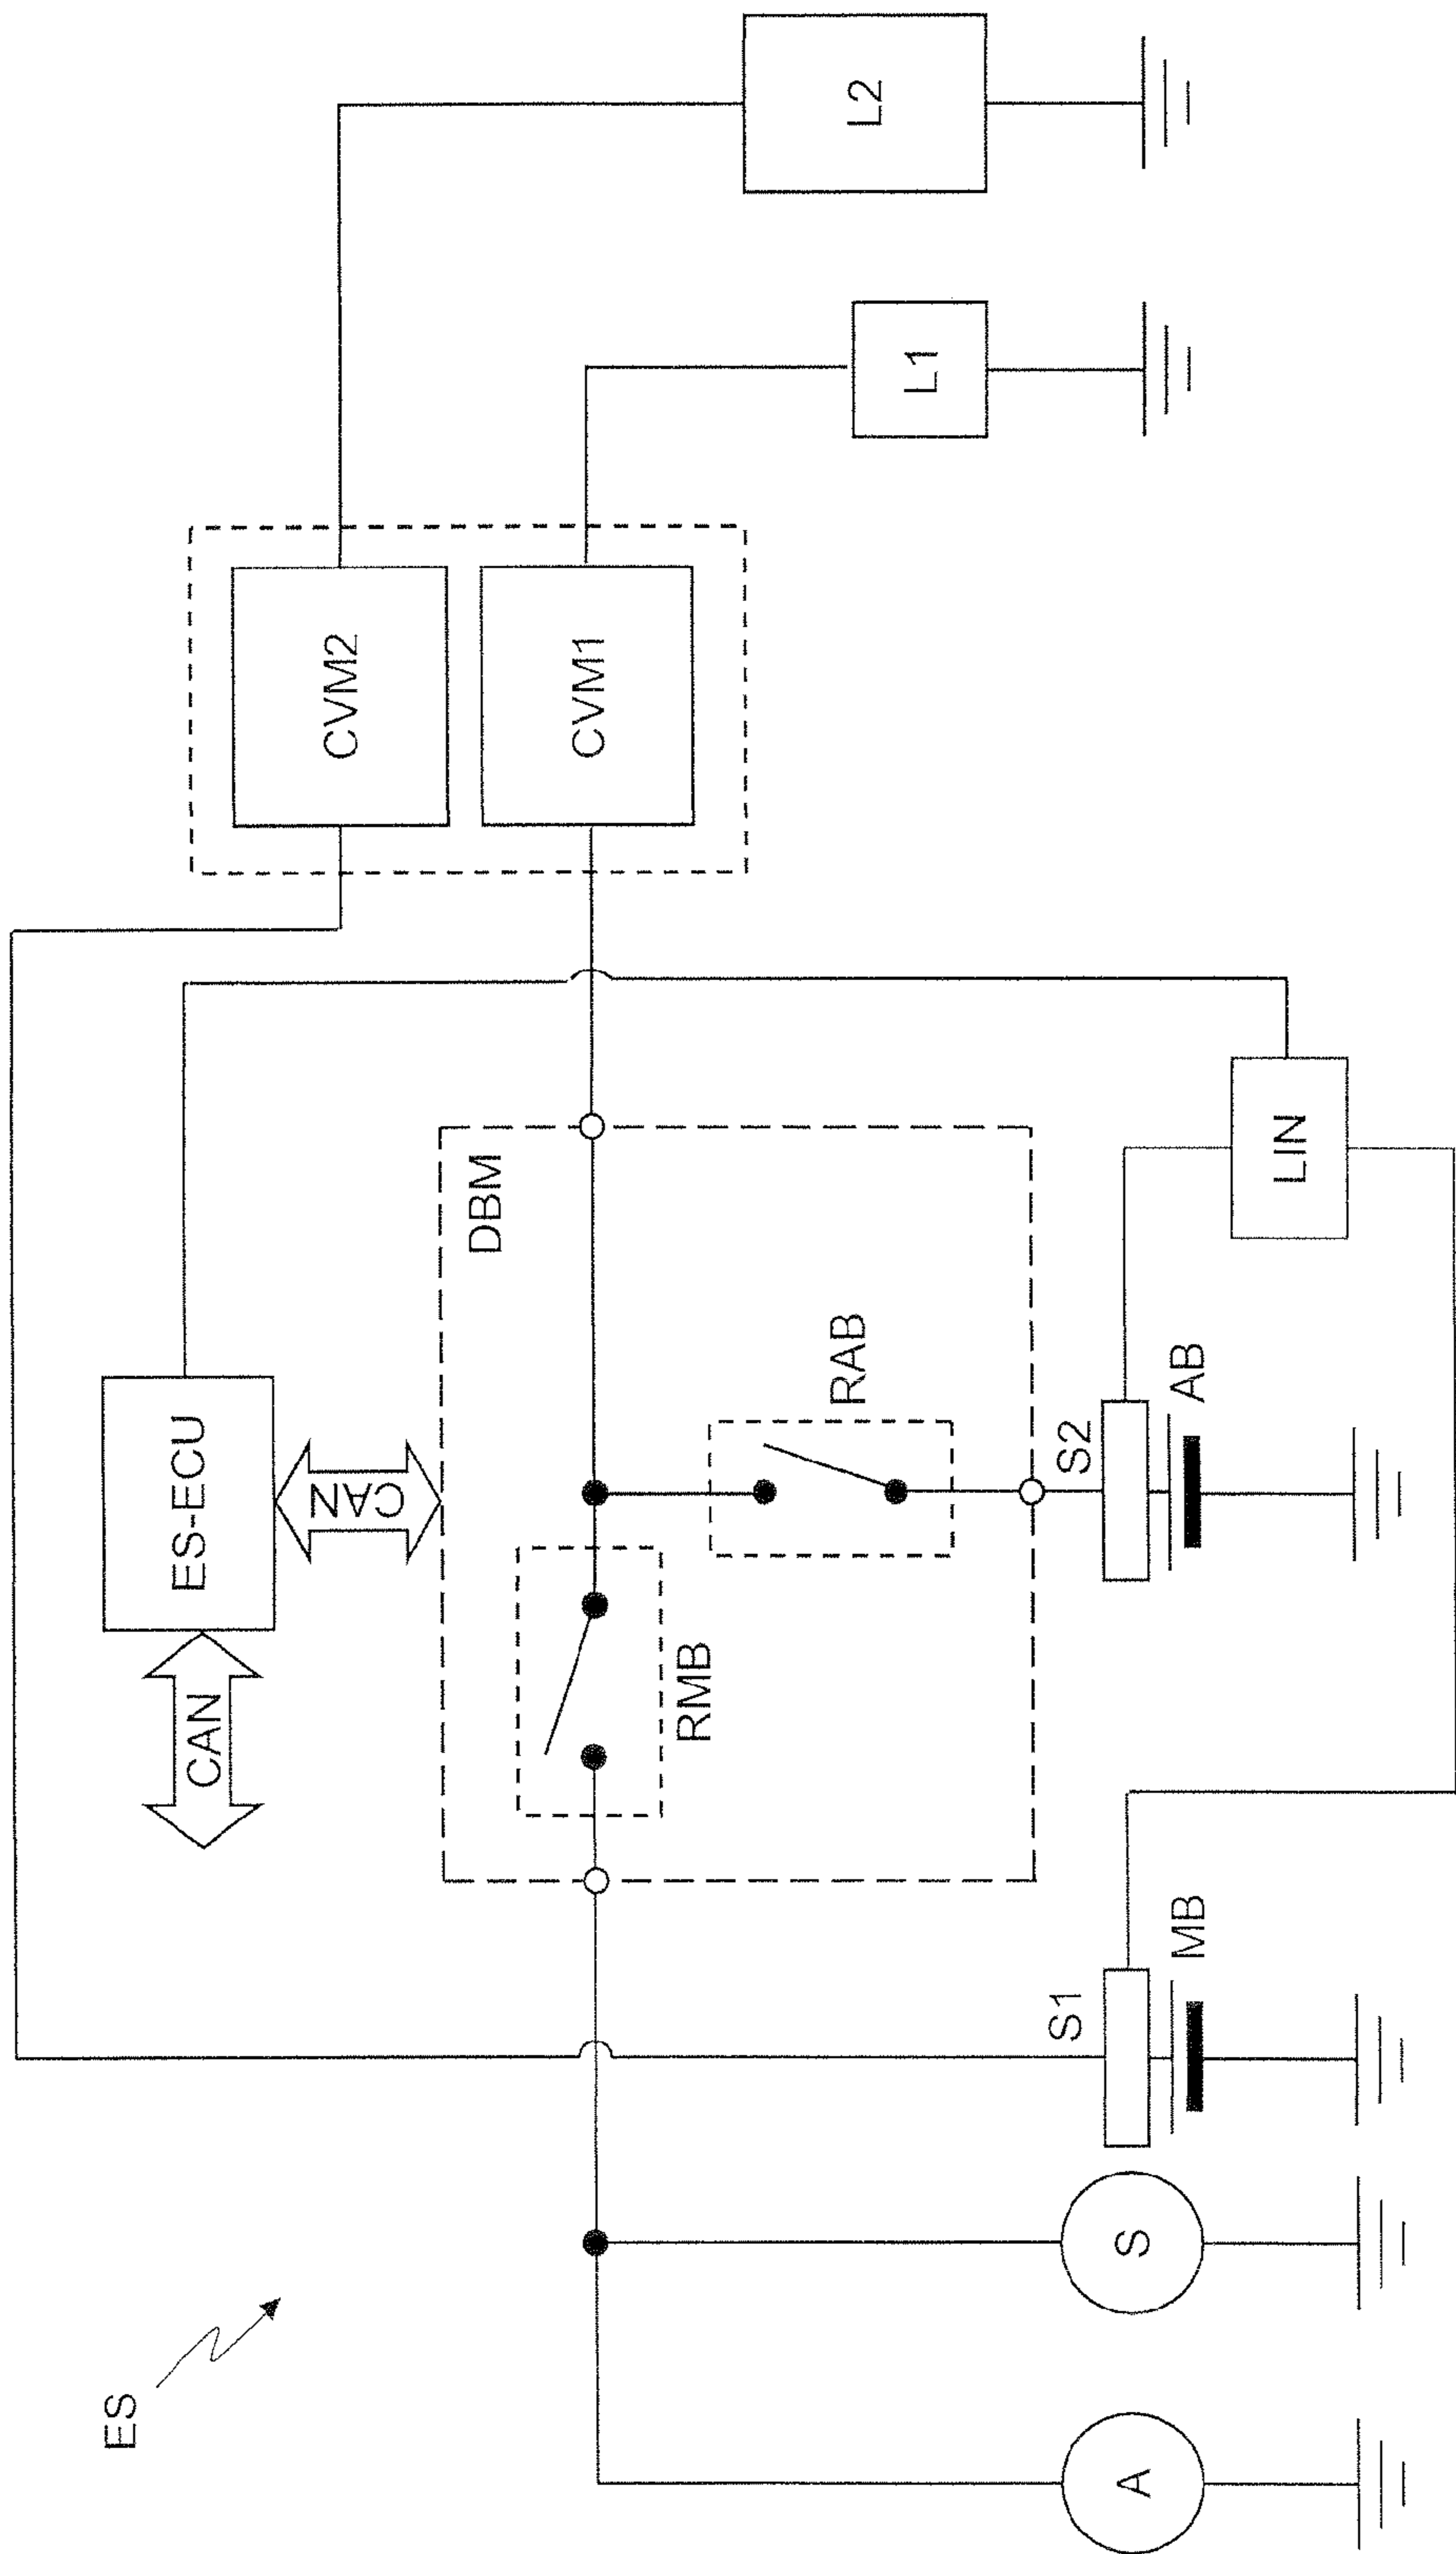 ES
CAN
ES-ECU
CAN
DBM
RMB
RAB
CVM2
CVM1
L2
L1
A
S
S1
MB
S2
AB
LIN